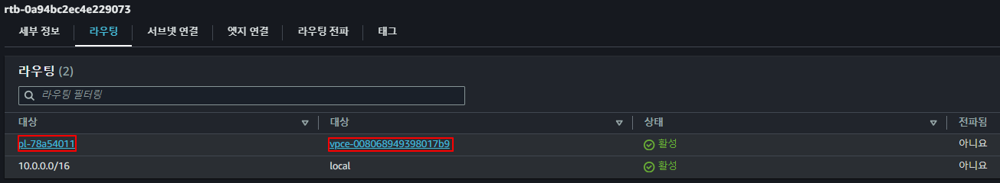 rtb-0a94bc2ec4e229073
세부 정보 라우팅 서브넷 연결 엣지 연결 라우팅 전파 태그
라우팅 (2)
라우팅 필터링
대상 대상 상태 전파됨
pl-78a54011 vpce-008068949398017b9 활성 아니요
10.0.0.0/16 local 활성 아니요